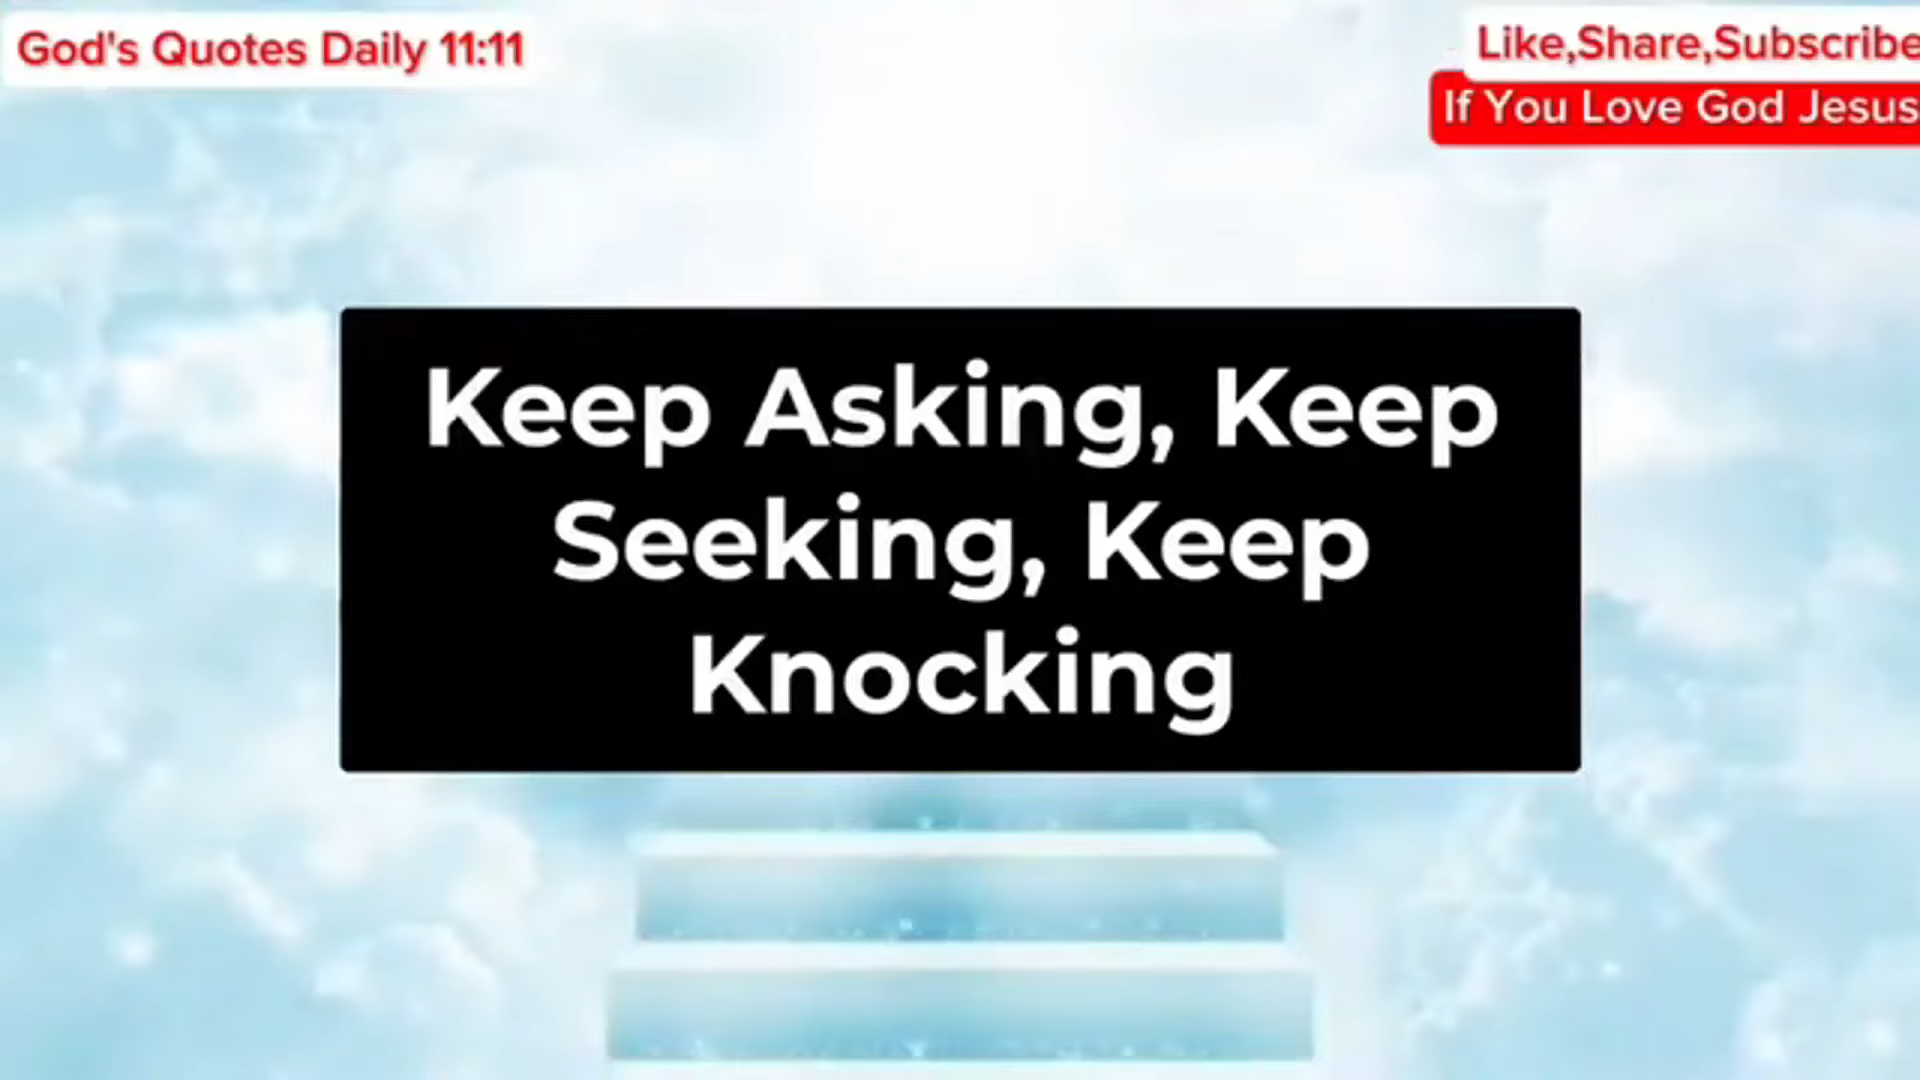 God's Quotes Daily 11:11
Like,Share,Subscribe
If You Love God Jesus
Keep Asking, Keep
Seeking, Keep
Knocking